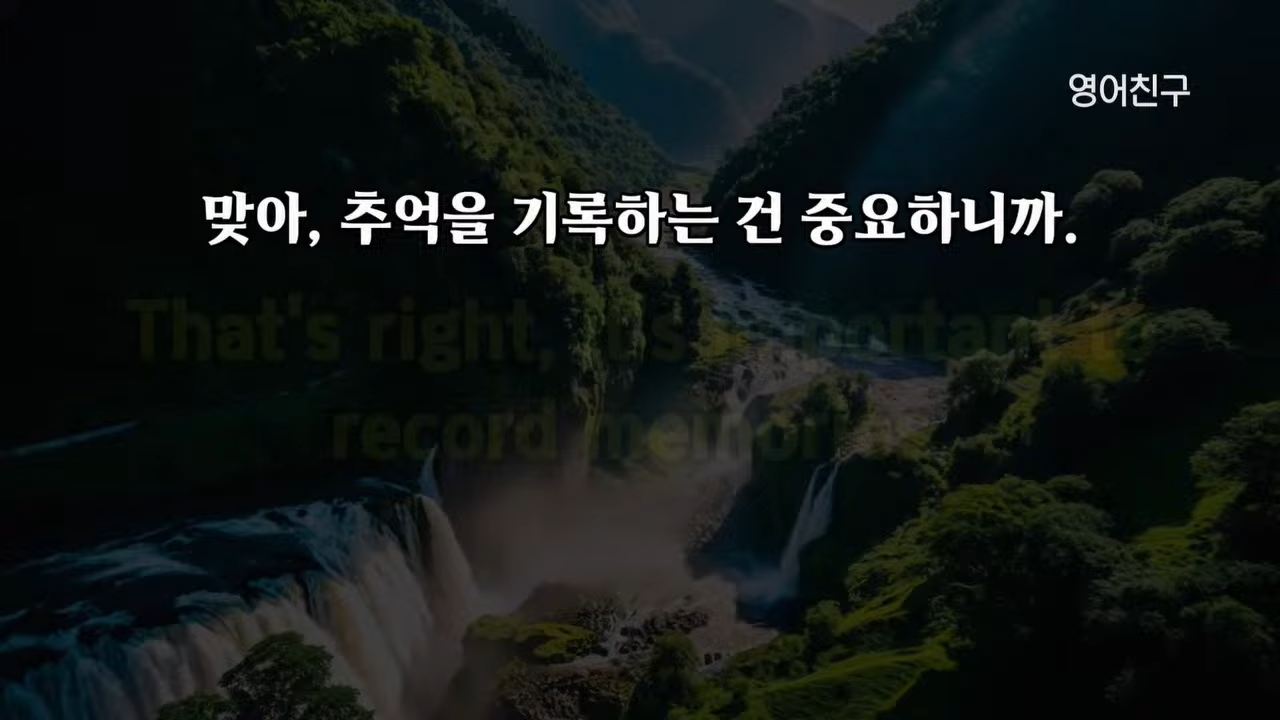 영어친구
맞아, 추억을 기록하는 건 중요하니까.
That's right, it's important to
record memories